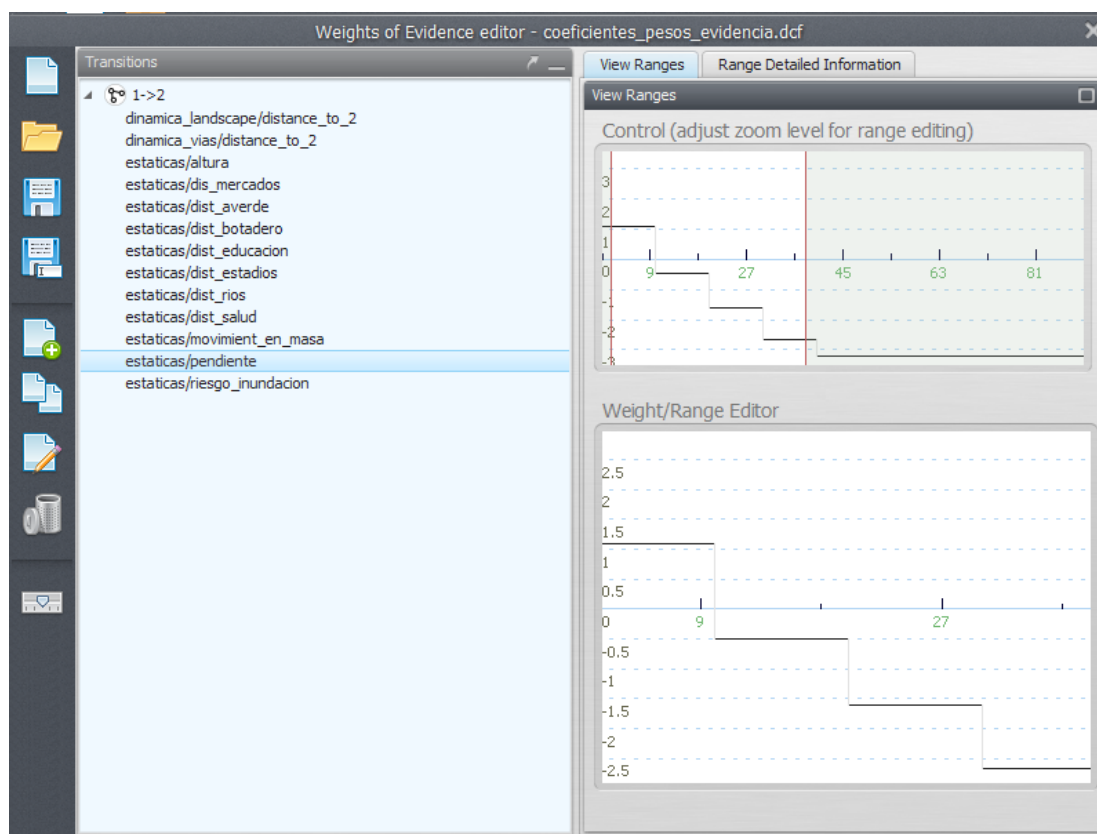 Weights of Evidence editor - coeficientes_pesos_evidencia.dcf
Transitions
1->2
dinamica_landscape/distance_to_2
dinamica_vias/distance_to_2
estaticas/altura
estaticas/dis_mercados
estaticas/dist_averde
estaticas/dist_botadero
estaticas/dist_educacion
estaticas/dist_estadios
estaticas/dist_rios
estaticas/dist_salud
estaticas/movimient_en_masa
estaticas/pendiente
estaticas/riesgo_inundacion
View Ranges
Range Detailed Information
View Ranges
Control (adjust zoom level for range editing)
3
2
1
0 9 27 45 63 81
-1
-2
-3
Weight/Range Editor
2.5
2
1.5
1
0.5
0 9 27
-0.5
-1
-1.5
-2
-2.5